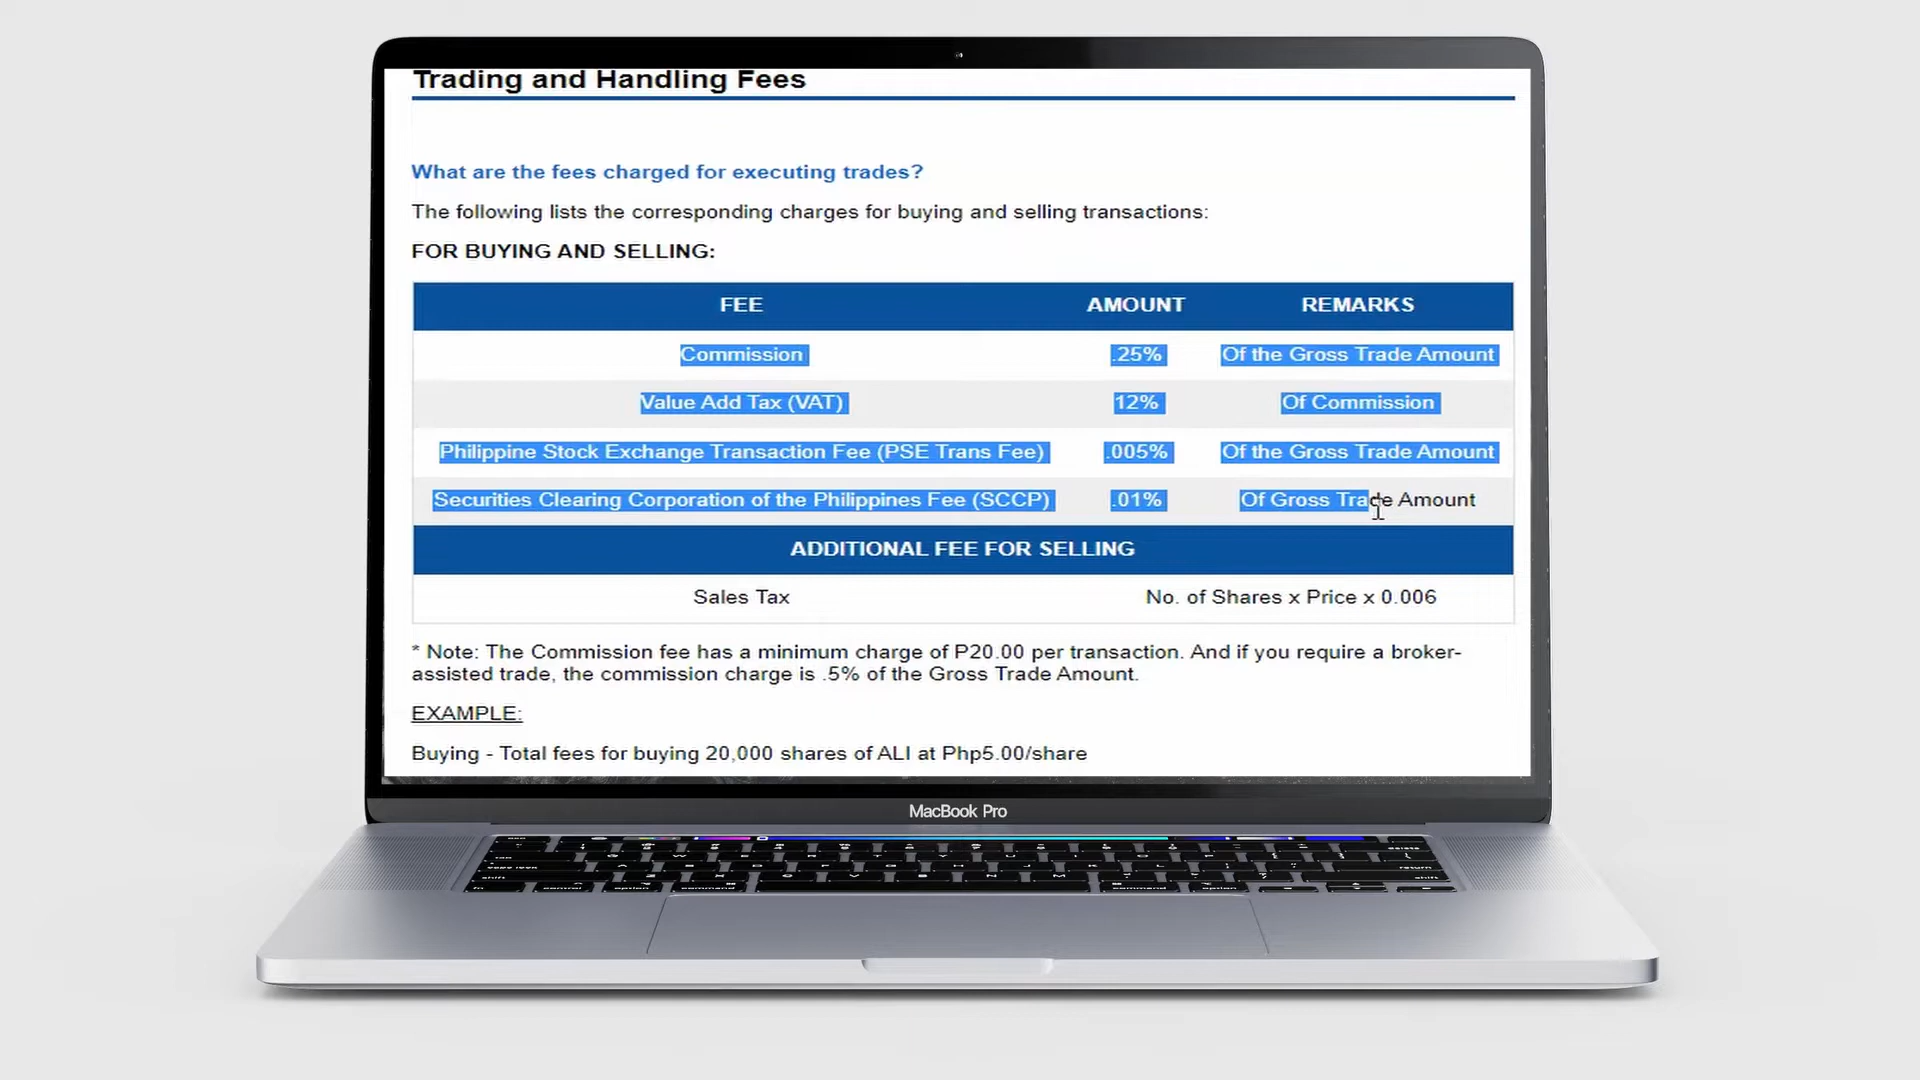 Trading and Handling Fees
What are the fees charged for executing trades?
The following lists the corresponding charges for buying and selling transactions:
FOR BUYING AND SELLING:
FEE AMOUNT REMARKS
Commission .25% Of the Gross Trade Amount
Value Add Tax (VAT) 12% Of Commission
Philippine Stock Exchange Transaction Fee (PSE Trans Fee) .005% Of the Gross Trade Amount
Securities Clearing Corporation of the Philippines Fee (SCCP) .01% Of Gross Trade Amount
ADDITIONAL FEE FOR SELLING
Sales Tax No. of Shares x Price x 0.006
* Note: The Commission fee has a minimum charge of P20.00 per transaction. And if you require a broker-
assisted trade, the commission charge is .5% of the Gross Trade Amount.
EXAMPLE:
Buying - Total fees for buying 20,000 shares of ALI at Php5.00/share
MacBook Pro